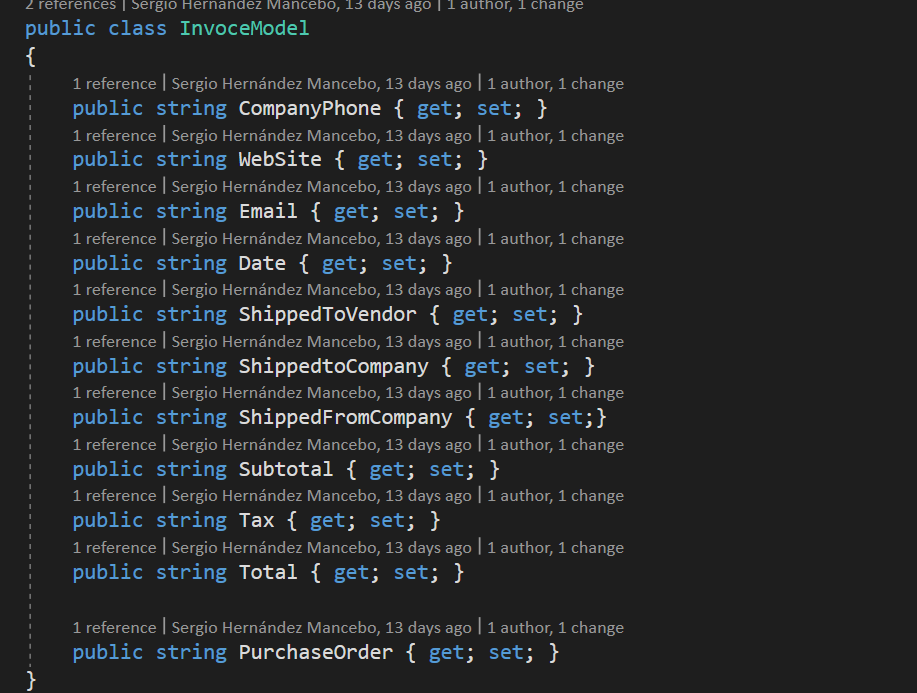 2 references | Sergio Hernández Mancebo, 13 days ago | 1 author, 1 change
public class InvoceModel
{
1 reference | Sergio Hernández Mancebo, 13 days ago | 1 author, 1 change
public string CompanyPhone { get; set; }
1 reference | Sergio Hernández Mancebo, 13 days ago | 1 author, 1 change
public string WebSite { get; set; }
1 reference | Sergio Hernández Mancebo, 13 days ago | 1 author, 1 change
public string Email { get; set; }
1 reference | Sergio Hernández Mancebo, 13 days ago | 1 author, 1 change
public string Date { get; set; }
1 reference | Sergio Hernández Mancebo, 13 days ago | 1 author, 1 change
public string ShippedToVendor { get; set; }
1 reference | Sergio Hernández Mancebo, 13 days ago | 1 author, 1 change
public string ShippedtoCompany { get; set; }
1 reference | Sergio Hernández Mancebo, 13 days ago | 1 author, 1 change
public string ShippedFromCompany { get; set;}
1 reference | Sergio Hernández Mancebo, 13 days ago | 1 author, 1 change
public string Subtotal { get; set; }
1 reference | Sergio Hernández Mancebo, 13 days ago | 1 author, 1 change
public string Tax { get; set; }
1 reference | Sergio Hernández Mancebo, 13 days ago | 1 author, 1 change
public string Total { get; set; }
1 reference | Sergio Hernández Mancebo, 13 days ago | 1 author, 1 change
public string PurchaseOrder { get; set; }
}